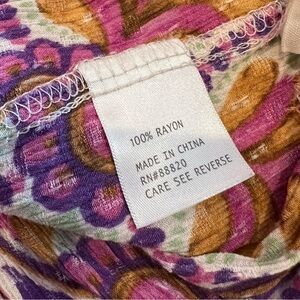 100% RAYON
MADE IN CHINA
RN#88820
CARE SEE REVERSE